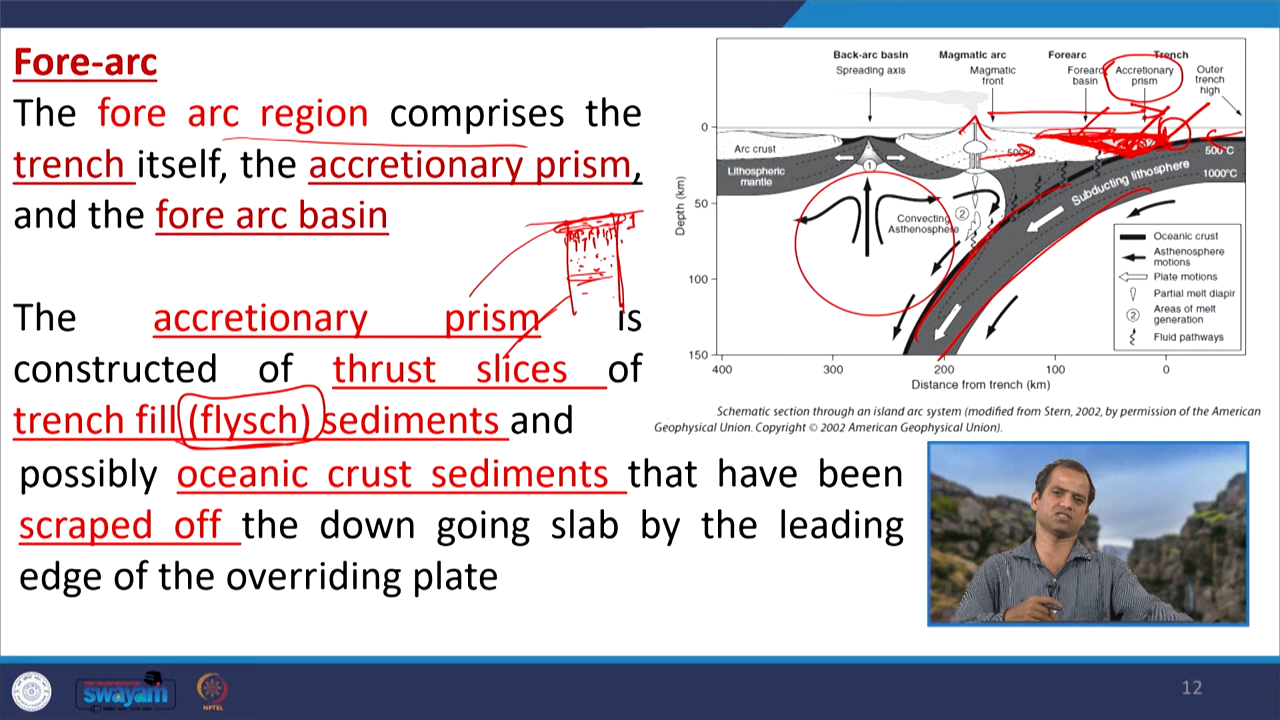 Fore-arc
The fore arc region comprises the
trench itself, the accretionary prism,
and the fore arc basin
The accretionary prism is
constructed of thrust slices of
trench fill (flysch) sediments and
possibly oceanic crust sediments that have been
scraped off the down going slab by the leading
edge of the overriding plate
Back-arc basin Magmatic arc Forearc Trench
Spreading axis Magmatic front Forearc basin Accretionary prism Outer trench high
0
50
100
150
Depth (km)
Arc crust
Lithospheric
mantle
1
500°C
Convecting
Asthenosphere
2
Subducting lithosphere
500°C
1000°C
Oceanic crust
Asthenosphere
motions
Plate motions
Partial melt diapir
2 Areas of melt
generation
Fluid pathways
400 300 200 100 0
Distance from trench (km)
Schematic section through an island arc system (modified from Stern, 2002, by permission of the American
Geophysical Union. Copyright © 2002 American Geophysical Union).
swayam
NPTEL
12